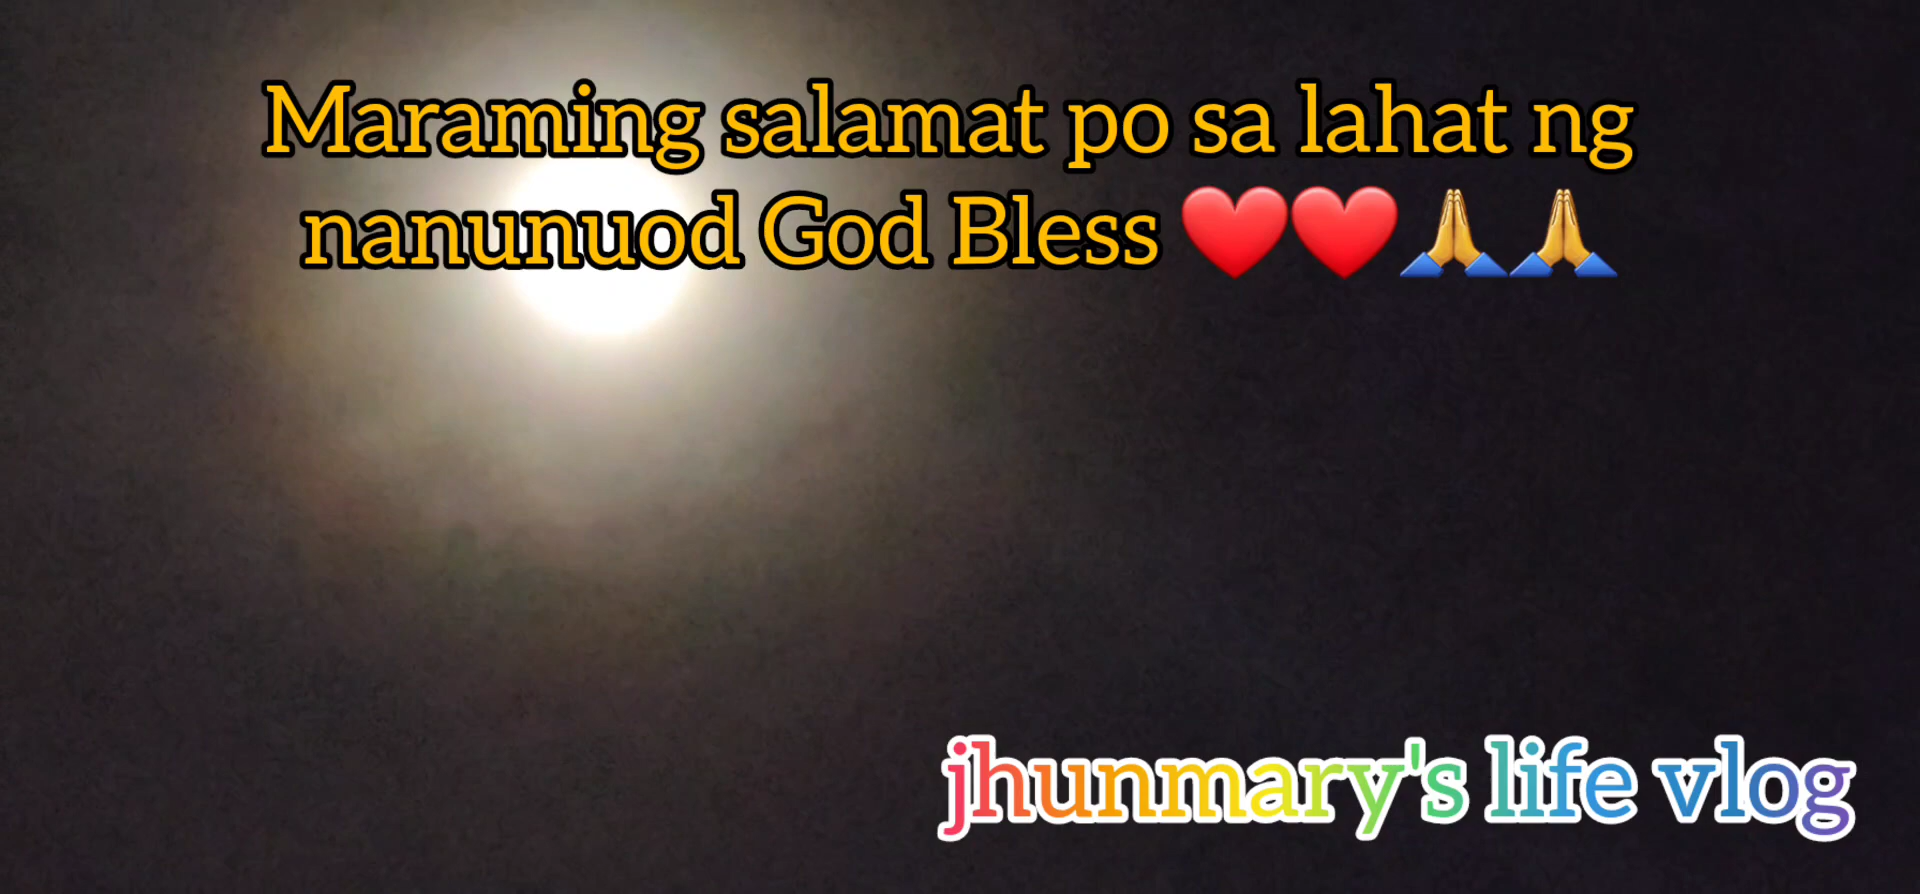 Maraming salamat po sa lahat ng
nanunuod God Bless ❤️❤️🙏🙏
jhunmary's life vlog